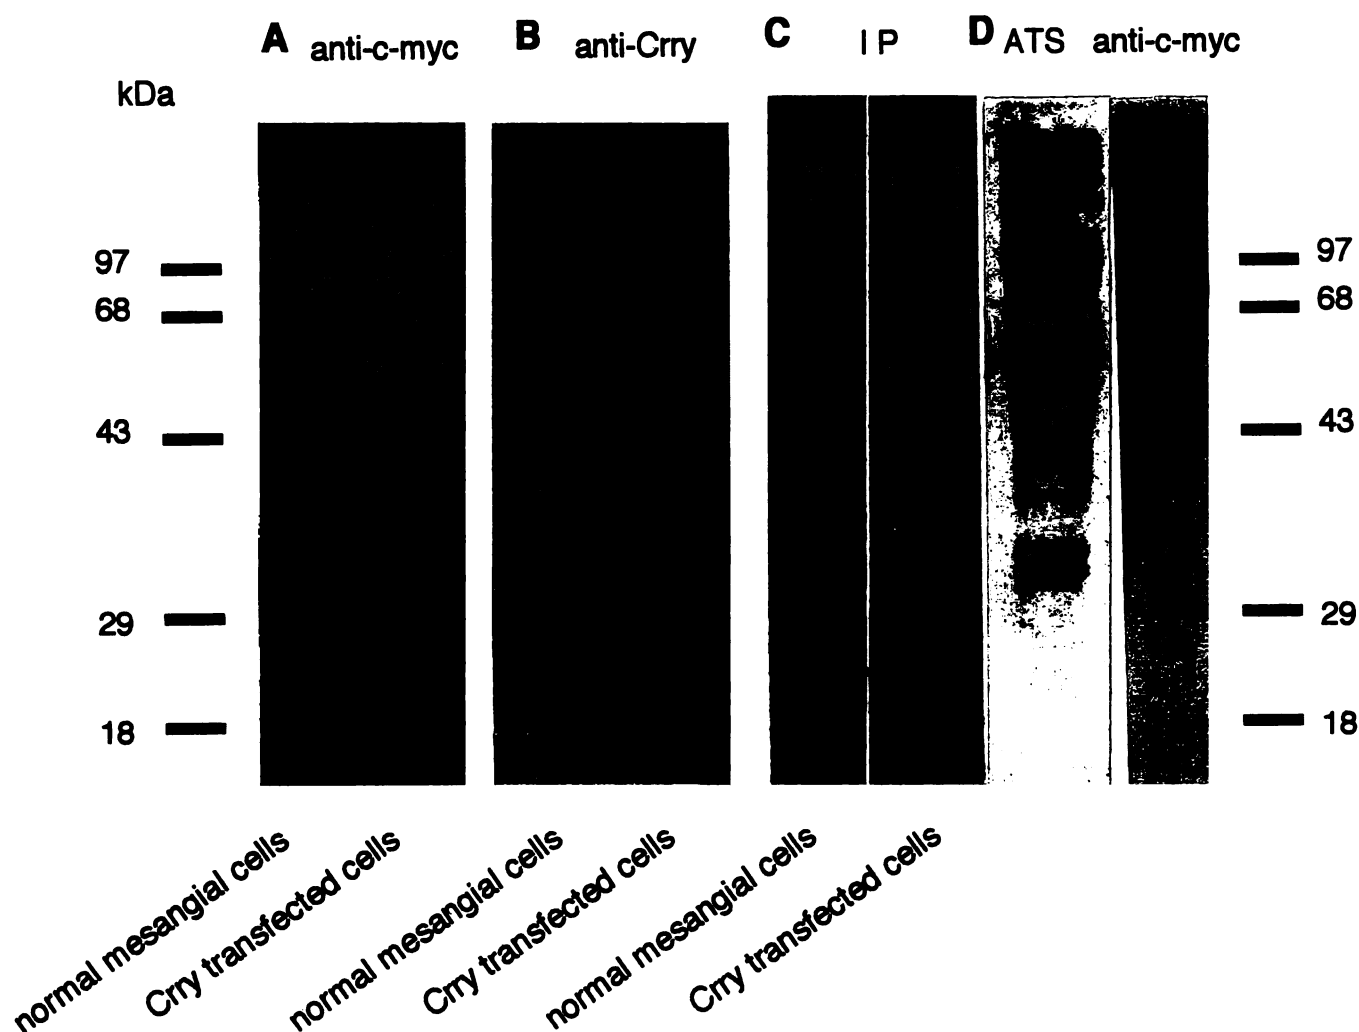 A anti-c-myc B anti-Crry C I P D ATS anti-c-myc
kDa
97
68
43
29
18
97
68
43
29
18
normal mesangial cells
Crry transfected cells
normal mesangial cells
Crry transfected cells
normal mesangial cells
Crry transfected cells